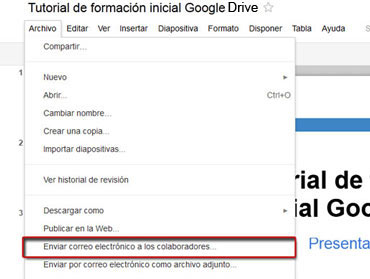 Tutorial de formación inicial Google Drive
Archivo Editar Ver Insertar Diapositiva Formato Disponer Tabla Ayuda
Compartir...
Nuevo
Abrir... Ctrl+O
Cambiar nombre...
Crear una copia...
Importar diapositivas...
Ver historial de revisión
Descargar como
Publicar en la Web...
Enviar correo electrónico a los colaboradores...
Enviar por correo electrónico como archivo adjunto...
1
2
3
rial de
ial Goo
Presenta